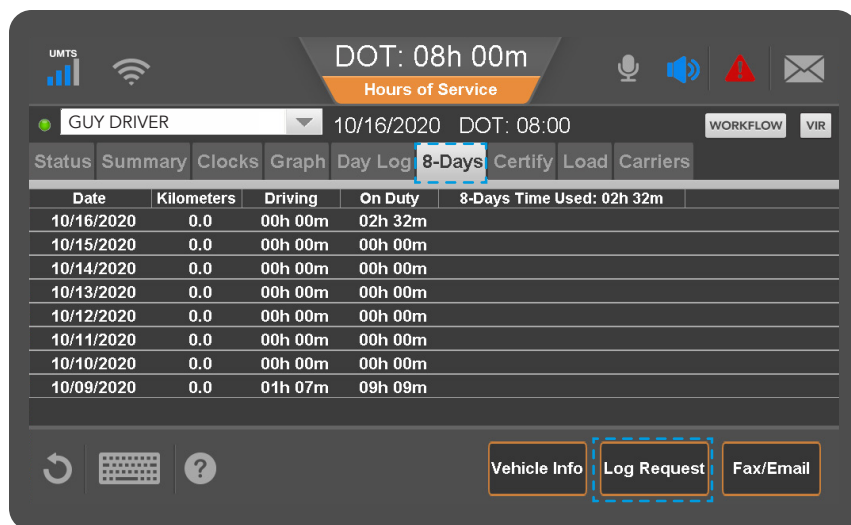 UMTS
DOT: 08h 00m
Hours of Service
GUY DRIVER
10/16/2020 DOT: 08:00
WORKFLOW VIR
Status Summary Clocks Graph Day Log 8-Days Certify Load Carriers
Date Kilometers Driving On Duty 8-Days Time Used: 02h 32m
10/16/2020 0.0 00h 00m 02h 32m
10/15/2020 0.0 00h 00m 00h 00m
10/14/2020 0.0 00h 00m 00h 00m
10/13/2020 0.0 00h 00m 00h 00m
10/12/2020 0.0 00h 00m 00h 00m
10/11/2020 0.0 00h 00m 00h 00m
10/10/2020 0.0 00h 00m 00h 00m
10/09/2020 0.0 01h 07m 09h 09m
? Vehicle Info Log Request Fax/Email